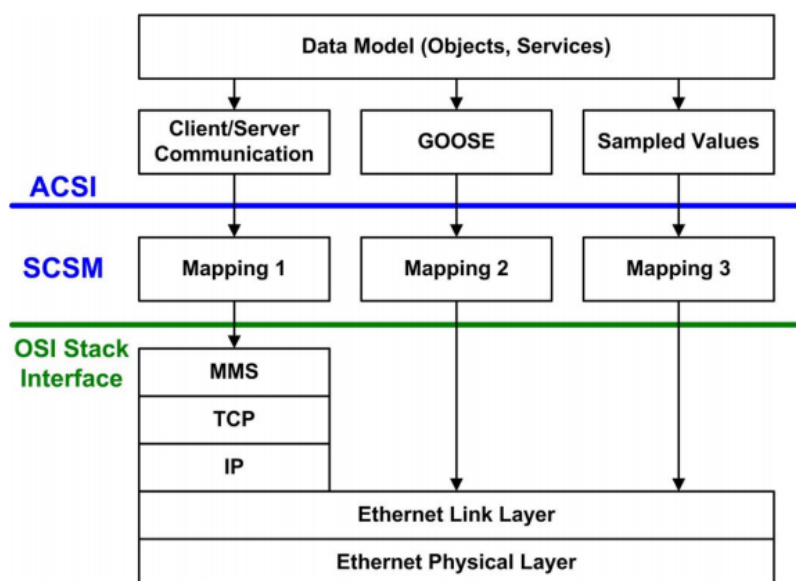 Data Model (Objects, Services)
Client/Server
Communication
GOOSE
Sampled Values
ACSI
SCSM
Mapping 1
Mapping 2
Mapping 3
OSI Stack
Interface
MMS
TCP
IP
Ethernet Link Layer
Ethernet Physical Layer